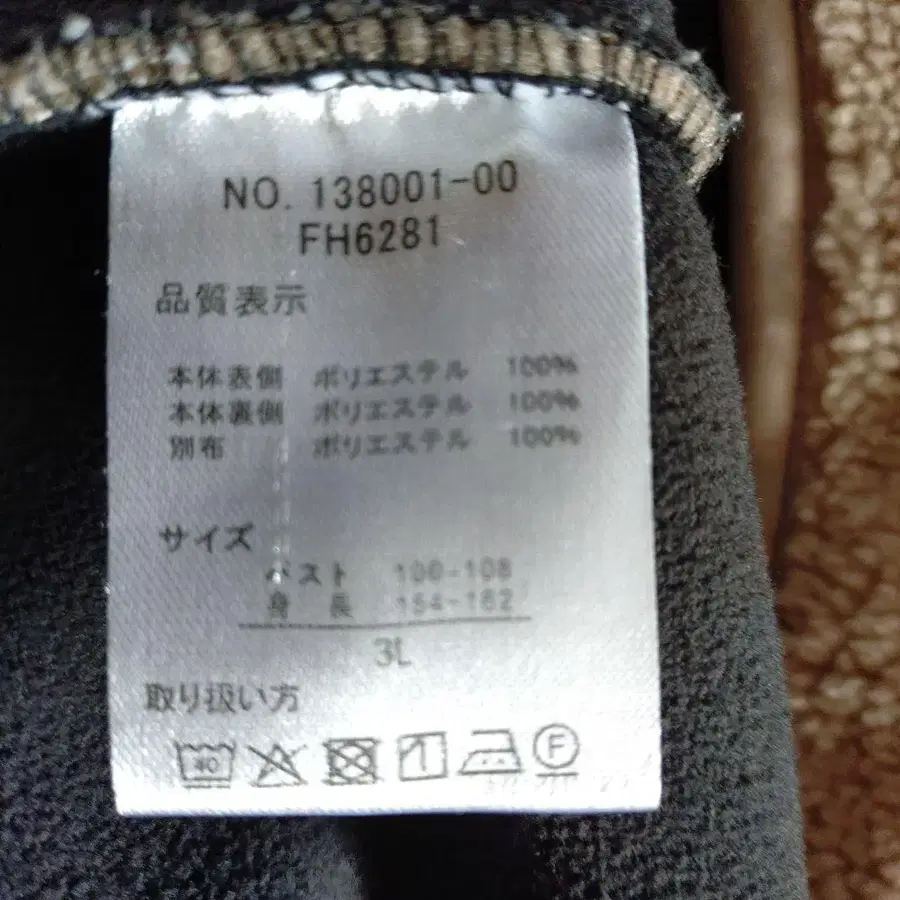 NO. 138001-00
FH6281
品質表示
本体表側 ポリエステル 100%
本体裏側 ポリエステル 100%
別布 ポリエステル 100%
サイズ
バスト 100-108
身 長 154-162
3L
取り扱い方
40
F